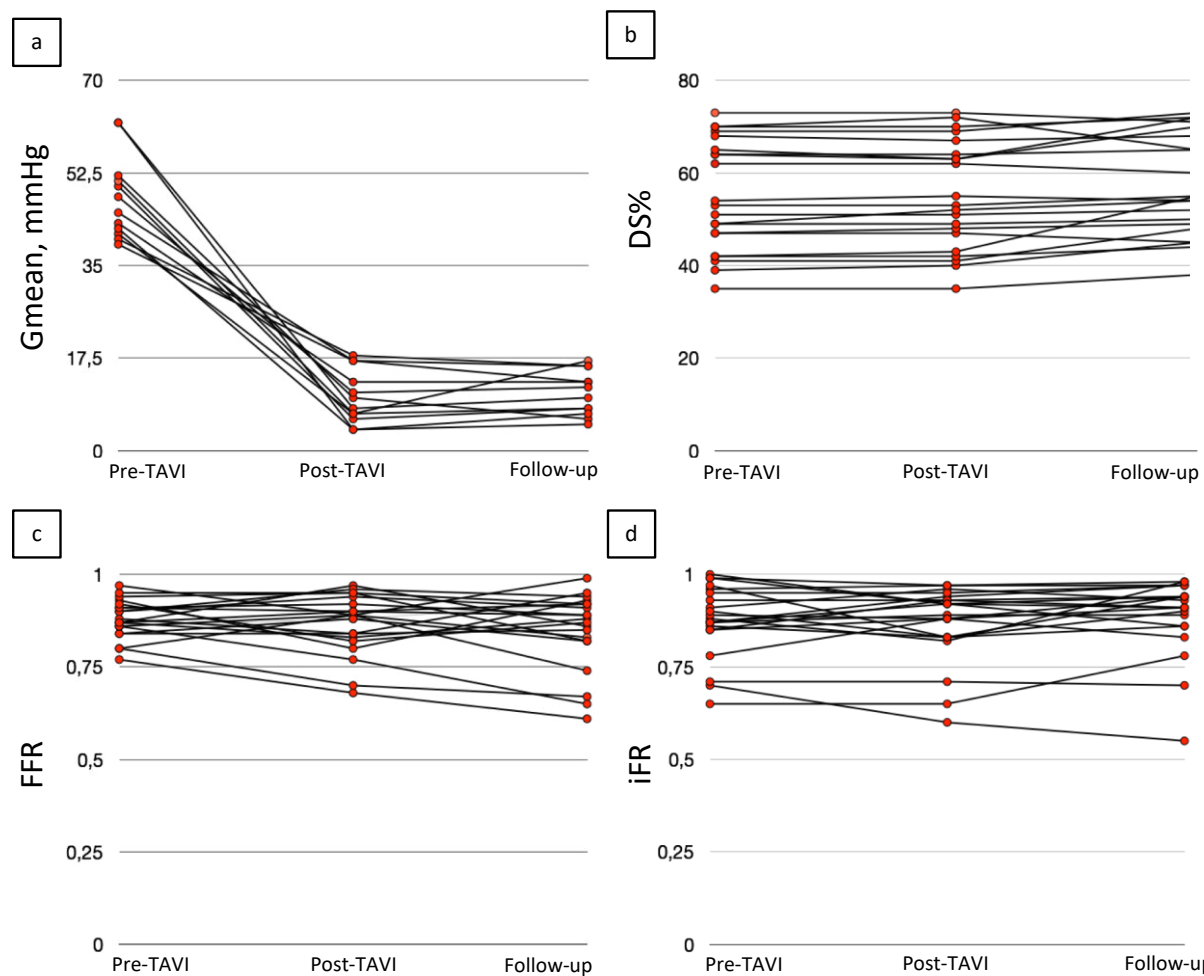 a
Gmean, mmHg
70
52,5
35
17,5
0
Pre-TAVI
Post-TAVI
Follow-up
b
DS%
80
60
40
20
0
Pre-TAVI
Post-TAVI
Follow-up
c
FFR
1
0,75
0,5
0,25
0
Pre-TAVI
Post-TAVI
Follow-up
d
iFR
1
0,75
0,5
0,25
0
Pre-TAVI
Post-TAVI
Follow-up